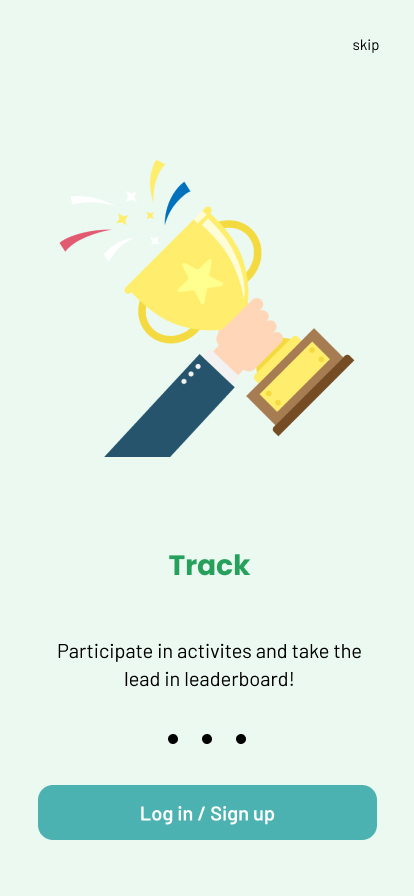 skip
Track
Participate in activites and take the
lead in leaderboard!
Log in / Sign up